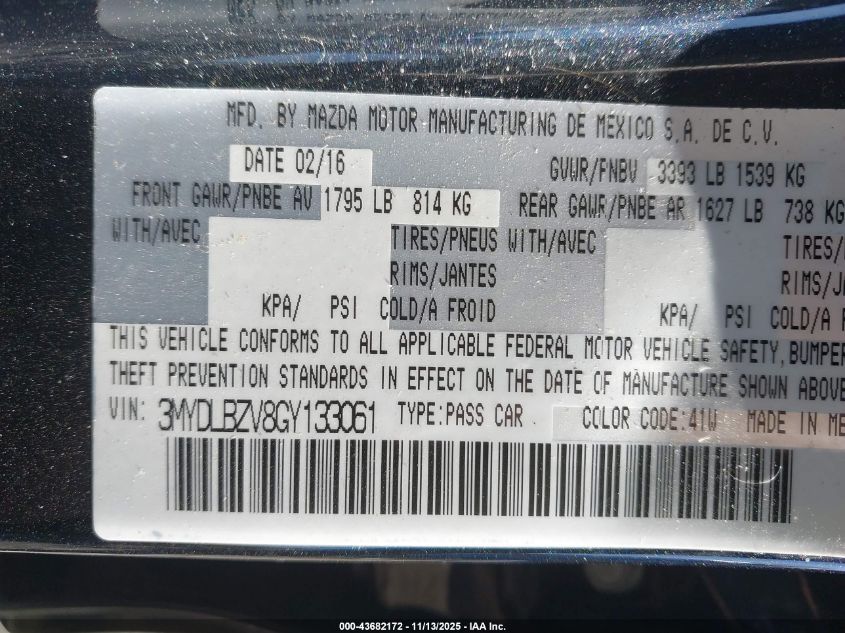 MFD. BY MAZDA MOTOR MANUFACTURING DE MEXICO S.A. DE C.V.
DATE 02/16 GVWR/FNBV 3393 LB 1539 KG
FRONT GAWR/PNBE AV 1795 LB 814 KG REAR GAWR/PNBE AR 1627 LB 738 KG
WITH/AVEC TIRES/PNEUS WITH/AVEC TIRES/
RIMS/JANTES RIMS/JA
KPA/ PSI COLD/A FROID KPA/ PSI COLD/A F
THIS VEHICLE CONFORMS TO ALL APPLICABLE FEDERAL MOTOR VEHICLE SAFETY, BUMPER
THEFT PREVENTION STANDARDS IN EFFECT ON THE DATE OF MANUFACTURE SHOWN ABOVE
VIN: 3MYDLBZV8GY133061 TYPE:PASS CAR COLOR CODE:41W MADE IN ME
000-43682172 - 11/13/2025 - IAA Inc.